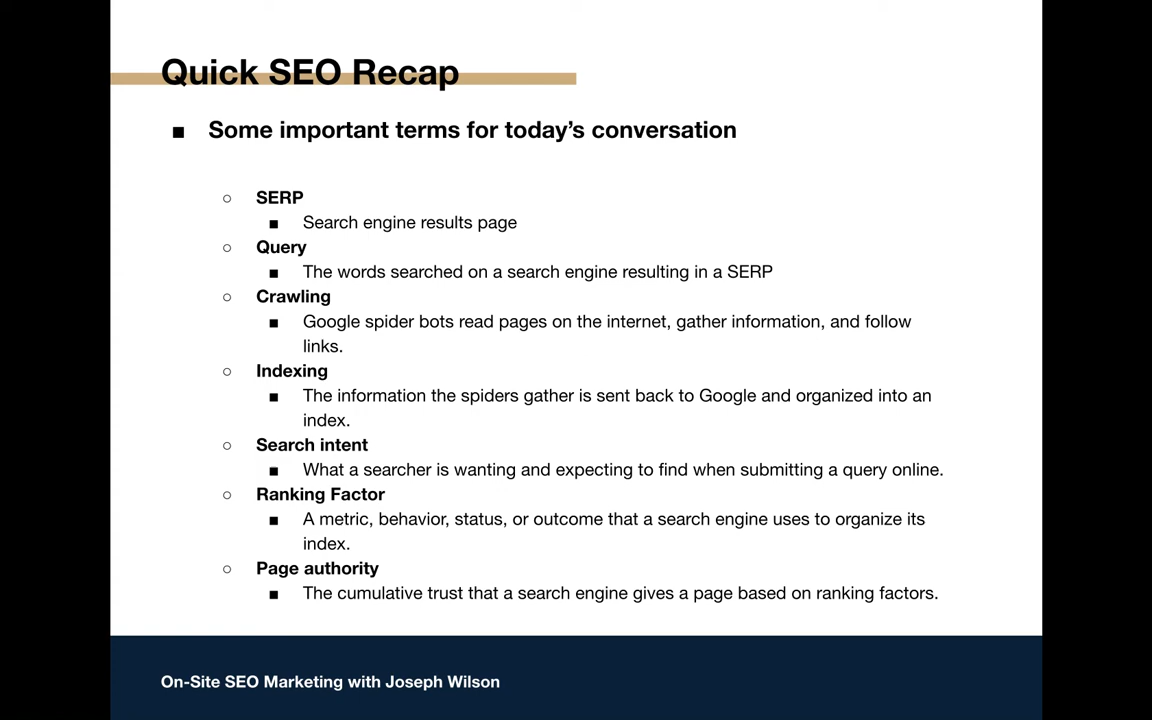 Quick SEO Recap
■ Some important terms for today’s conversation
○ SERP
■ Search engine results page
○ Query
■ The words searched on a search engine resulting in a SERP
○ Crawling
■ Google spider bots read pages on the internet, gather information, and follow
links.
○ Indexing
■ The information the spiders gather is sent back to Google and organized into an
index.
○ Search intent
■ What a searcher is wanting and expecting to find when submitting a query online.
○ Ranking Factor
■ A metric, behavior, status, or outcome that a search engine uses to organize its
index.
○ Page authority
■ The cumulative trust that a search engine gives a page based on ranking factors.
On-Site SEO Marketing with Joseph Wilson